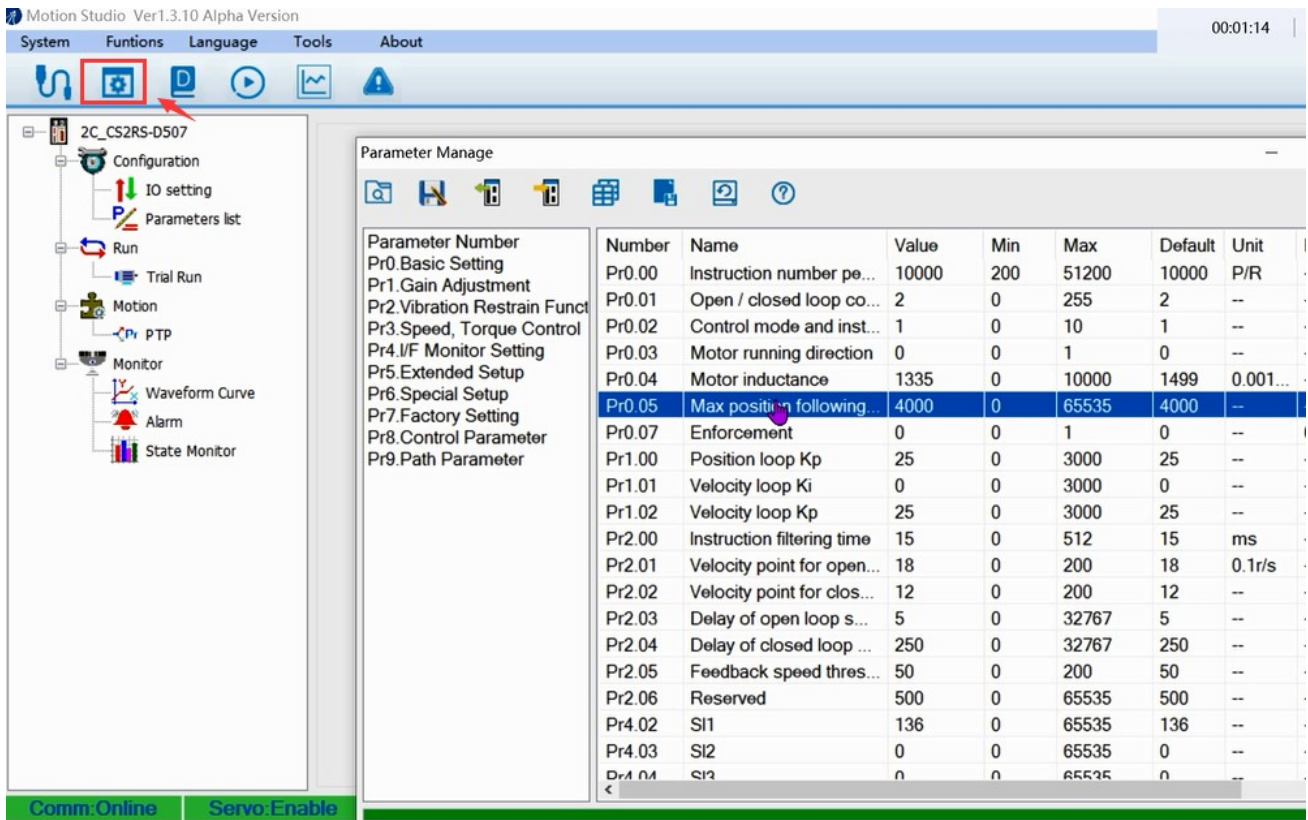 Motion Studio Ver1.3.10 Alpha Version
00:01:14
System Funtions Language Tools About
D
2C_CS2RS-D507
Configuration
IO setting
Parameters list
Run
Trial Run
Motion
PTP
Monitor
Waveform Curve
Alarm
State Monitor
Parameter Manage
Parameter Number
Pr0.Basic Setting
Pr1.Gain Adjustment
Pr2.Vibration Restrain Funct
Pr3.Speed, Torque Control
Pr4.I/F Monitor Setting
Pr5.Extended Setup
Pr6.Special Setup
Pr7.Factory Setting
Pr8.Control Parameter
Pr9.Path Parameter
Number Name Value Min Max Default Unit
Pr0.00 Instruction number pe... 10000 200 51200 10000 P/R
Pr0.01 Open / closed loop co... 2 0 255 2 --
Pr0.02 Control mode and inst... 1 0 10 1 --
Pr0.03 Motor running direction 0 0 1 0 --
Pr0.04 Motor inductance 1335 0 10000 1499 0.001...
Pr0.05 Max position following... 4000 0 65535 4000 --
Pr0.07 Enforcement 0 0 1 0 --
Pr1.00 Position loop Kp 25 0 3000 25 --
Pr1.01 Velocity loop Ki 0 0 3000 0 --
Pr1.02 Velocity loop Kp 25 0 3000 25 --
Pr2.00 Instruction filtering time 15 0 512 15 ms
Pr2.01 Velocity point for open... 18 0 200 18 0.1r/s
Pr2.02 Velocity point for clos... 12 0 200 12 --
Pr2.03 Delay of open loop s... 5 0 32767 5 --
Pr2.04 Delay of closed loop ... 250 0 32767 250 --
Pr2.05 Feedback speed thres... 50 0 200 50 --
Pr2.06 Reserved 500 0 65535 500 --
Pr4.02 SI1 136 0 65535 136 --
Pr4.03 SI2 0 0 65535 0 --
Pr4.04 SI3 0 0 65535 0 --
Comm:Online Servo:Enable